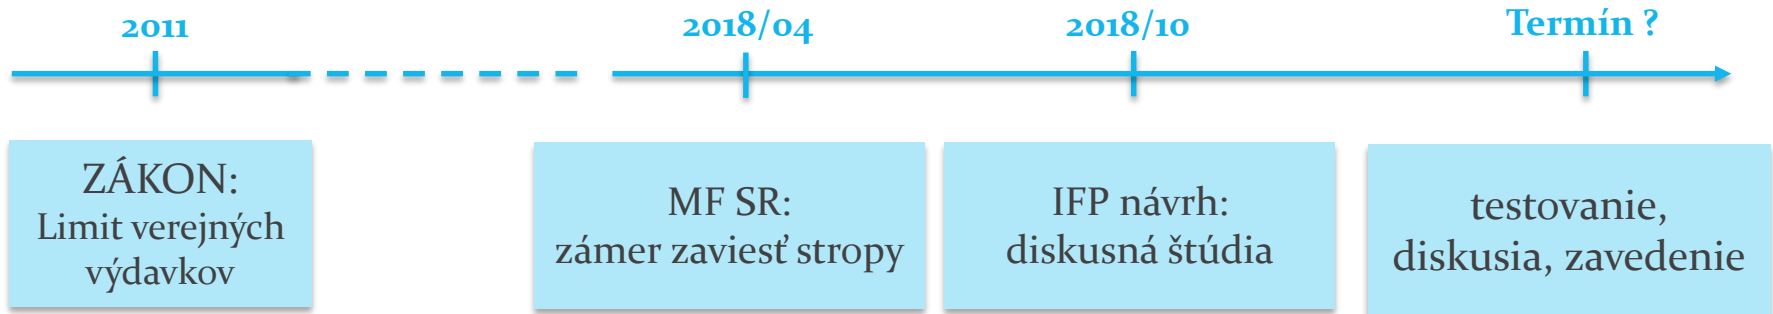 2011
2018/04
2018/10
Termín ?
ZÁKON:
Limit verejných
výdavkov
MF SR:
zámer zaviesť stropy
IFP návrh:
diskusná štúdia
testovanie,
diskusia, zavedenie